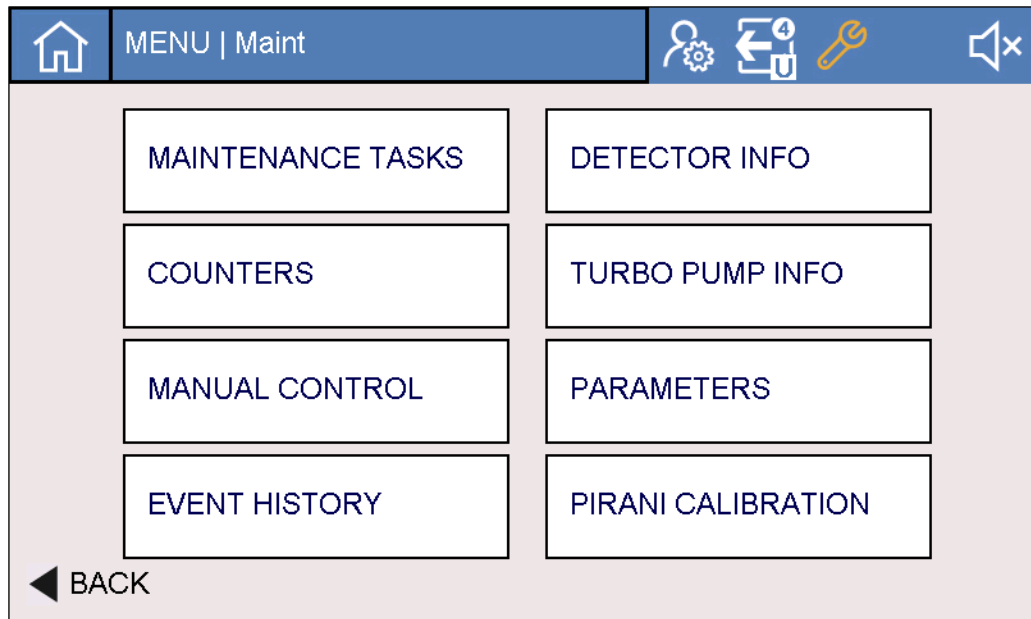 MENU | Maint
4
U
MAINTENANCE TASKS
DETECTOR INFO
COUNTERS
TURBO PUMP INFO
MANUAL CONTROL
PARAMETERS
EVENT HISTORY
PIRANI CALIBRATION
BACK